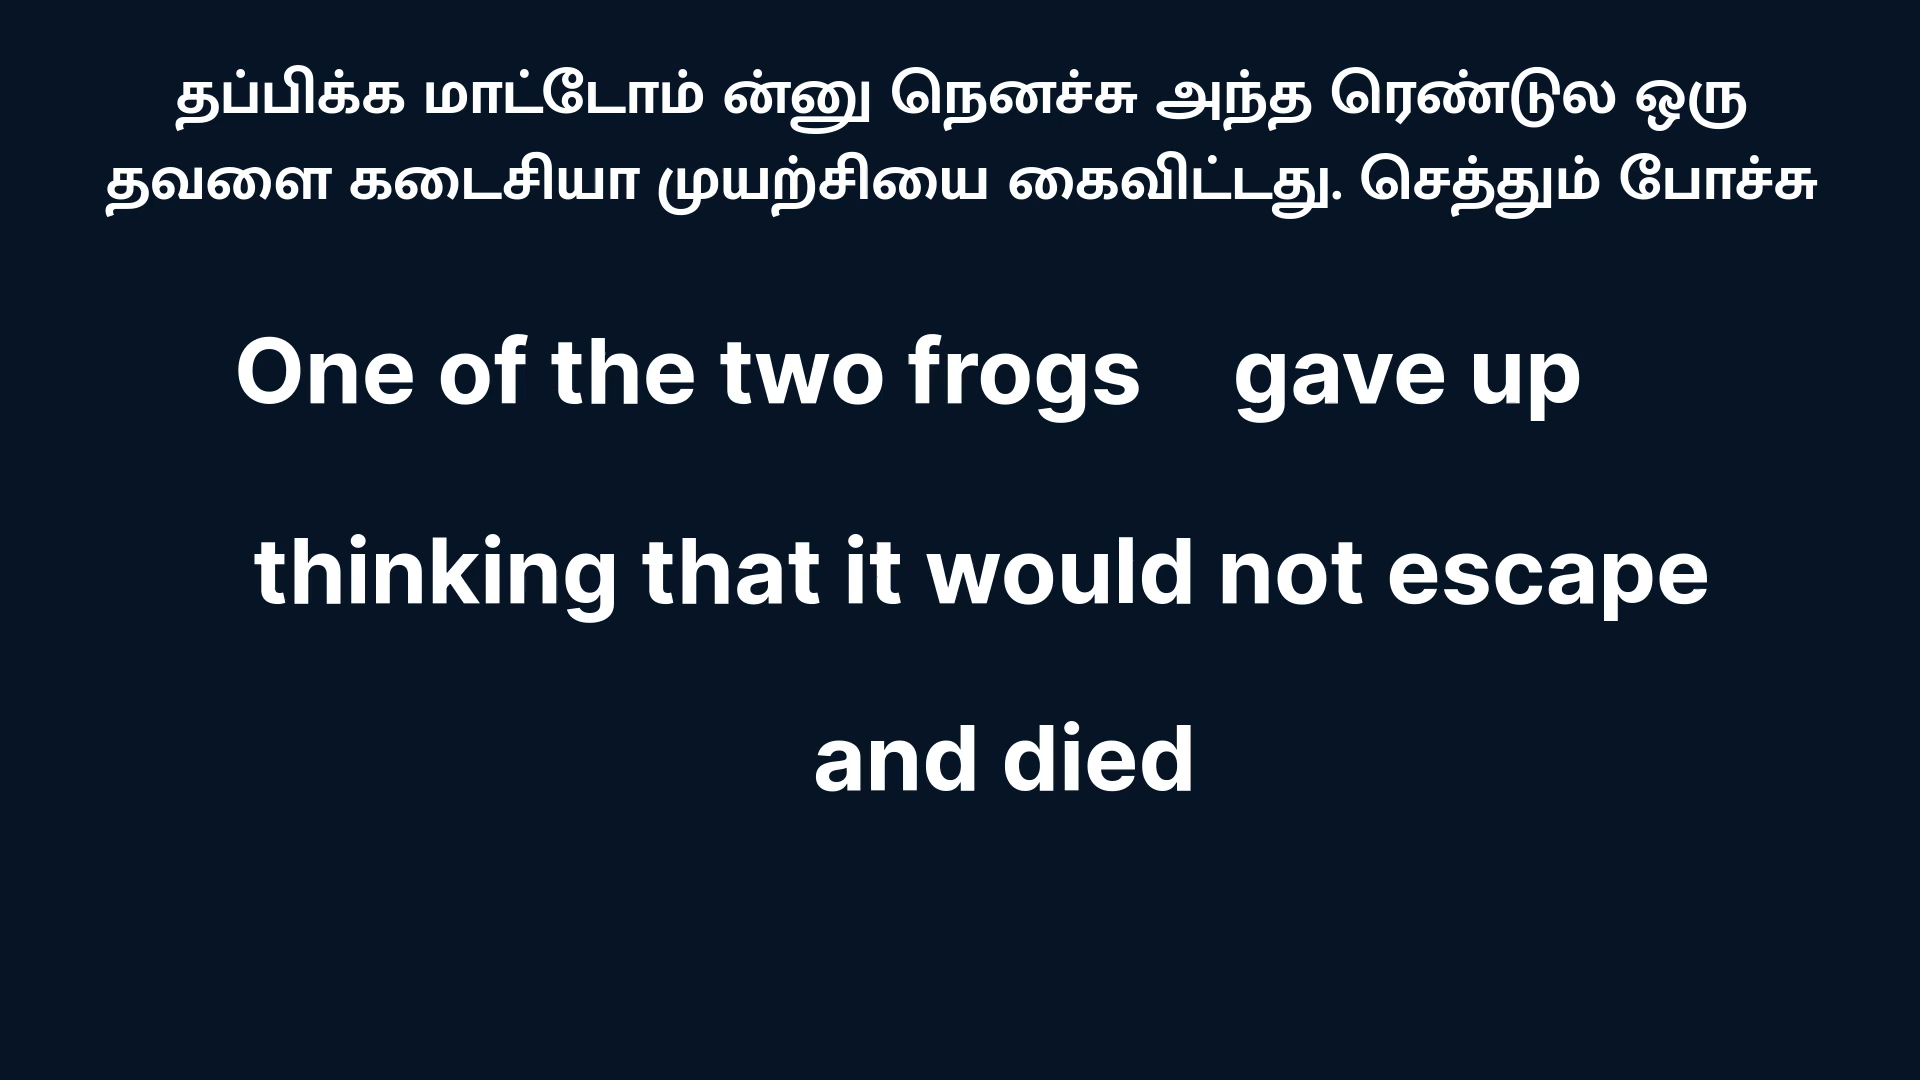 தப்பிக்க மாட்டோம் ன்னு நெனச்சு அந்த ரெண்டுல ஒரு
தவளை கடைசியா முயற்சியை கைவிட்டது. செத்தும் போச்சு
One of the two frogs gave up
thinking that it would not escape
and died